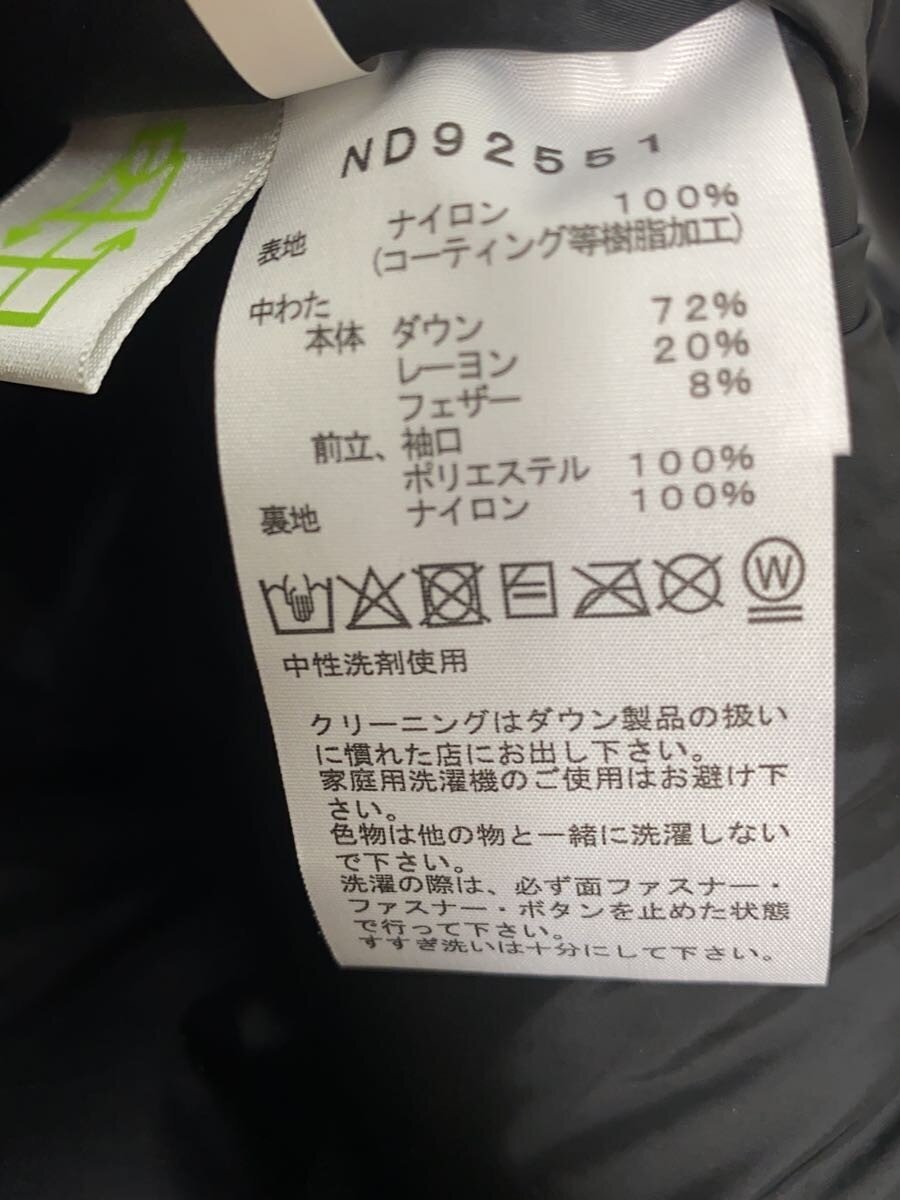 ND92551
表地 ナイロン 100%
(コーティング等樹脂加工)
中わた
本体 ダウン 72%
レーヨン 20%
フェザー 8%
前立、袖口
ポリエステル 100%
裏地 ナイロン 100%
W
中性洗剤使用
クリーニングはダウン製品の扱い
に慣れた店にお出し下さい。
家庭用洗濯機のご使用はお避け下
さい。
色物は他の物と一緒に洗濯しない
で下さい。
洗濯の際は、必ず面ファスナー・
ファスナー・ボタンを止めた状態
で行って下さい。
すすぎ洗いは十分にして下さい。